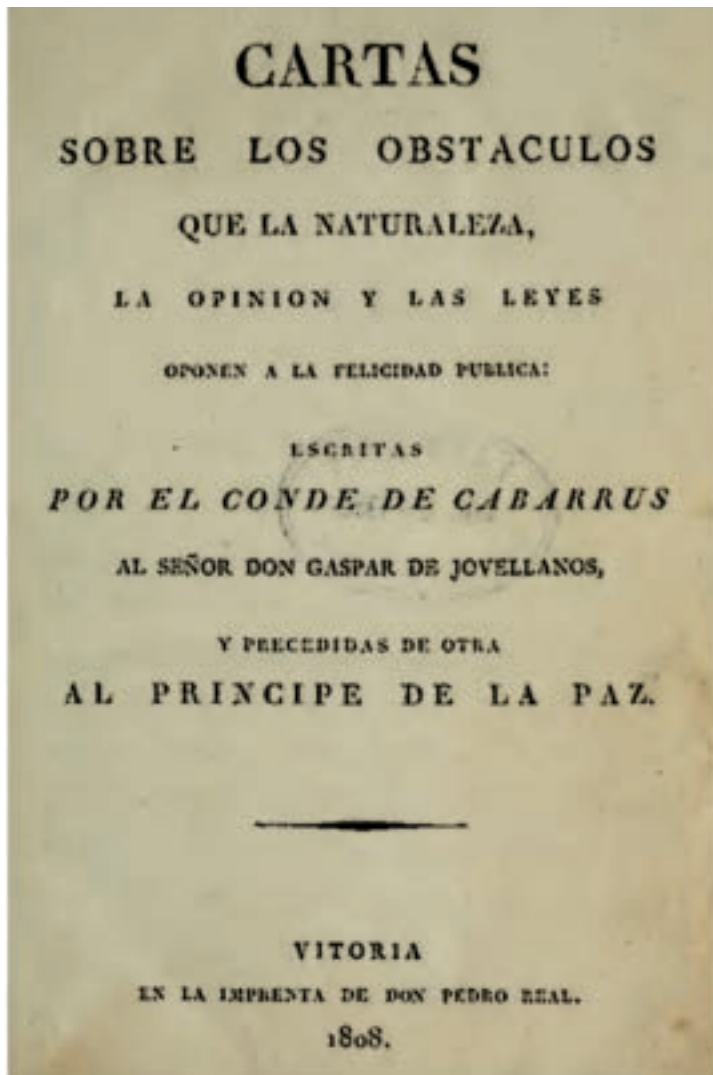 CARTAS
SOBRE LOS OBSTACULOS
QUE LA NATURALEZA,
LA OPINION Y LAS LEYES
OPONEN A LA FELICIDAD PUBLICA:
ESCRITAS
POR EL CONDE DE CABARRUS
AL SEÑOR DON GASPAR DE JOVELLANOS,
Y PRECEDIDAS DE OTRA
AL PRINCIPE DE LA PAZ.
VITORIA
EN LA IMPRENTA DE DON PEDRO REAL.
1808.